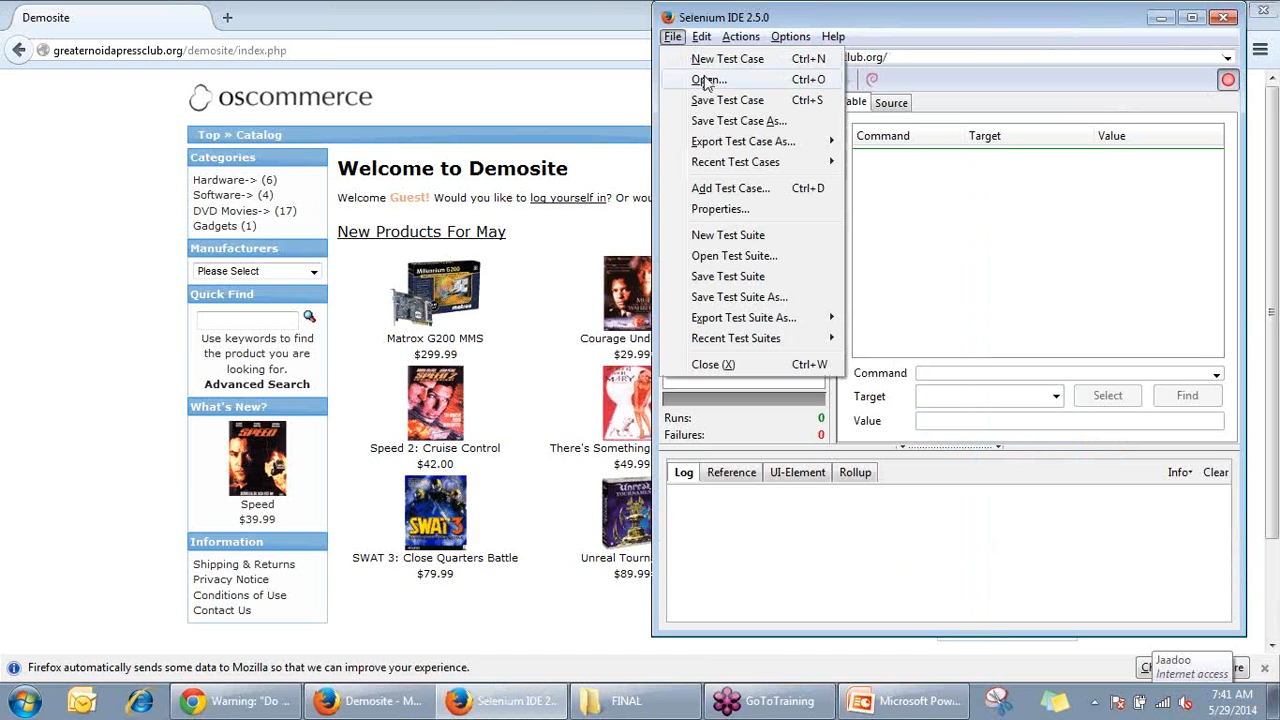 Demosite
greaternoidapressclub.org/demosite/index.php
oscommerce
Top » Catalog
Categories
Hardware-> (6)
Software-> (4)
DVD Movies-> (17)
Gadgets (1)
Manufacturers
Please Select
Quick Find
Use keywords to find
the product you are
looking for.
Advanced Search
What's New?
SPEED
Speed
$39.99
Information
Shipping & Returns
Privacy Notice
Conditions of Use
Contact Us
Welcome to Demosite
Welcome Guest! Would you like to log yourself in? Or wou
New Products For May
Matrox G200 MMS
$299.99
Courage Und
$29.99
Speed 2: Cruise Control
$42.00
There's Something
$49.99
SWAT 3: Close Quarters Battle
$79.99
Unreal Tourn
$89.99
Selenium IDE 2.5.0
File Edit Actions Options Help
club.org/
New Test Case Ctrl+N
Open... Ctrl+O
Save Test Case Ctrl+S
Save Test Case As...
Export Test Case As...
Recent Test Cases
Add Test Case... Ctrl+D
Properties...
New Test Suite
Open Test Suite...
Save Test Suite
Save Test Suite As...
Export Test Suite As...
Recent Test Suites
Close (X) Ctrl+W
able Source
Command Target Value
Command
Target Select Find
Value
Runs: 0
Failures: 0
Log Reference UI-Element Rollup Info Clear
Firefox automatically sends some data to Mozilla so that we can improve your experience.
Jaadoo
Internet access
Warning: "Do ...
Demosite - M...
Selenium IDE 2...
FINAL
GoToTraining
Microsoft Pow...
7:41 AM
5/29/2014